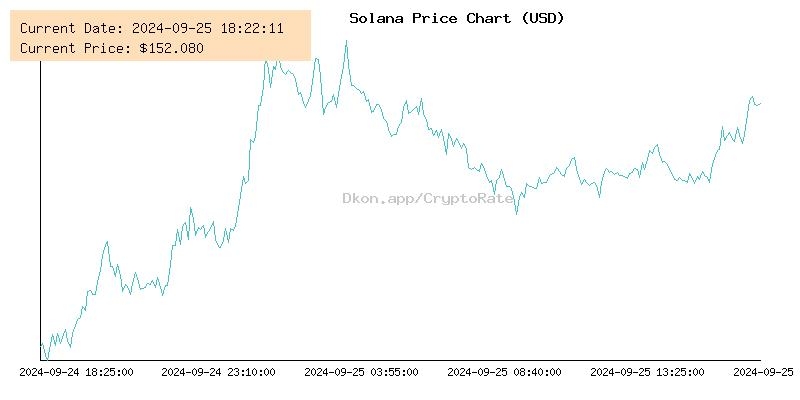 Solana Price Chart (USD)
Current Date: 2024-09-25 18:22:11
Current Price: $152.080
Dkon.app/CryptoRate
2024-09-24 18:25:00 2024-09-24 23:10:00 2024-09-25 03:55:00 2024-09-25 08:40:00 2024-09-25 13:25:00 2024-09-25